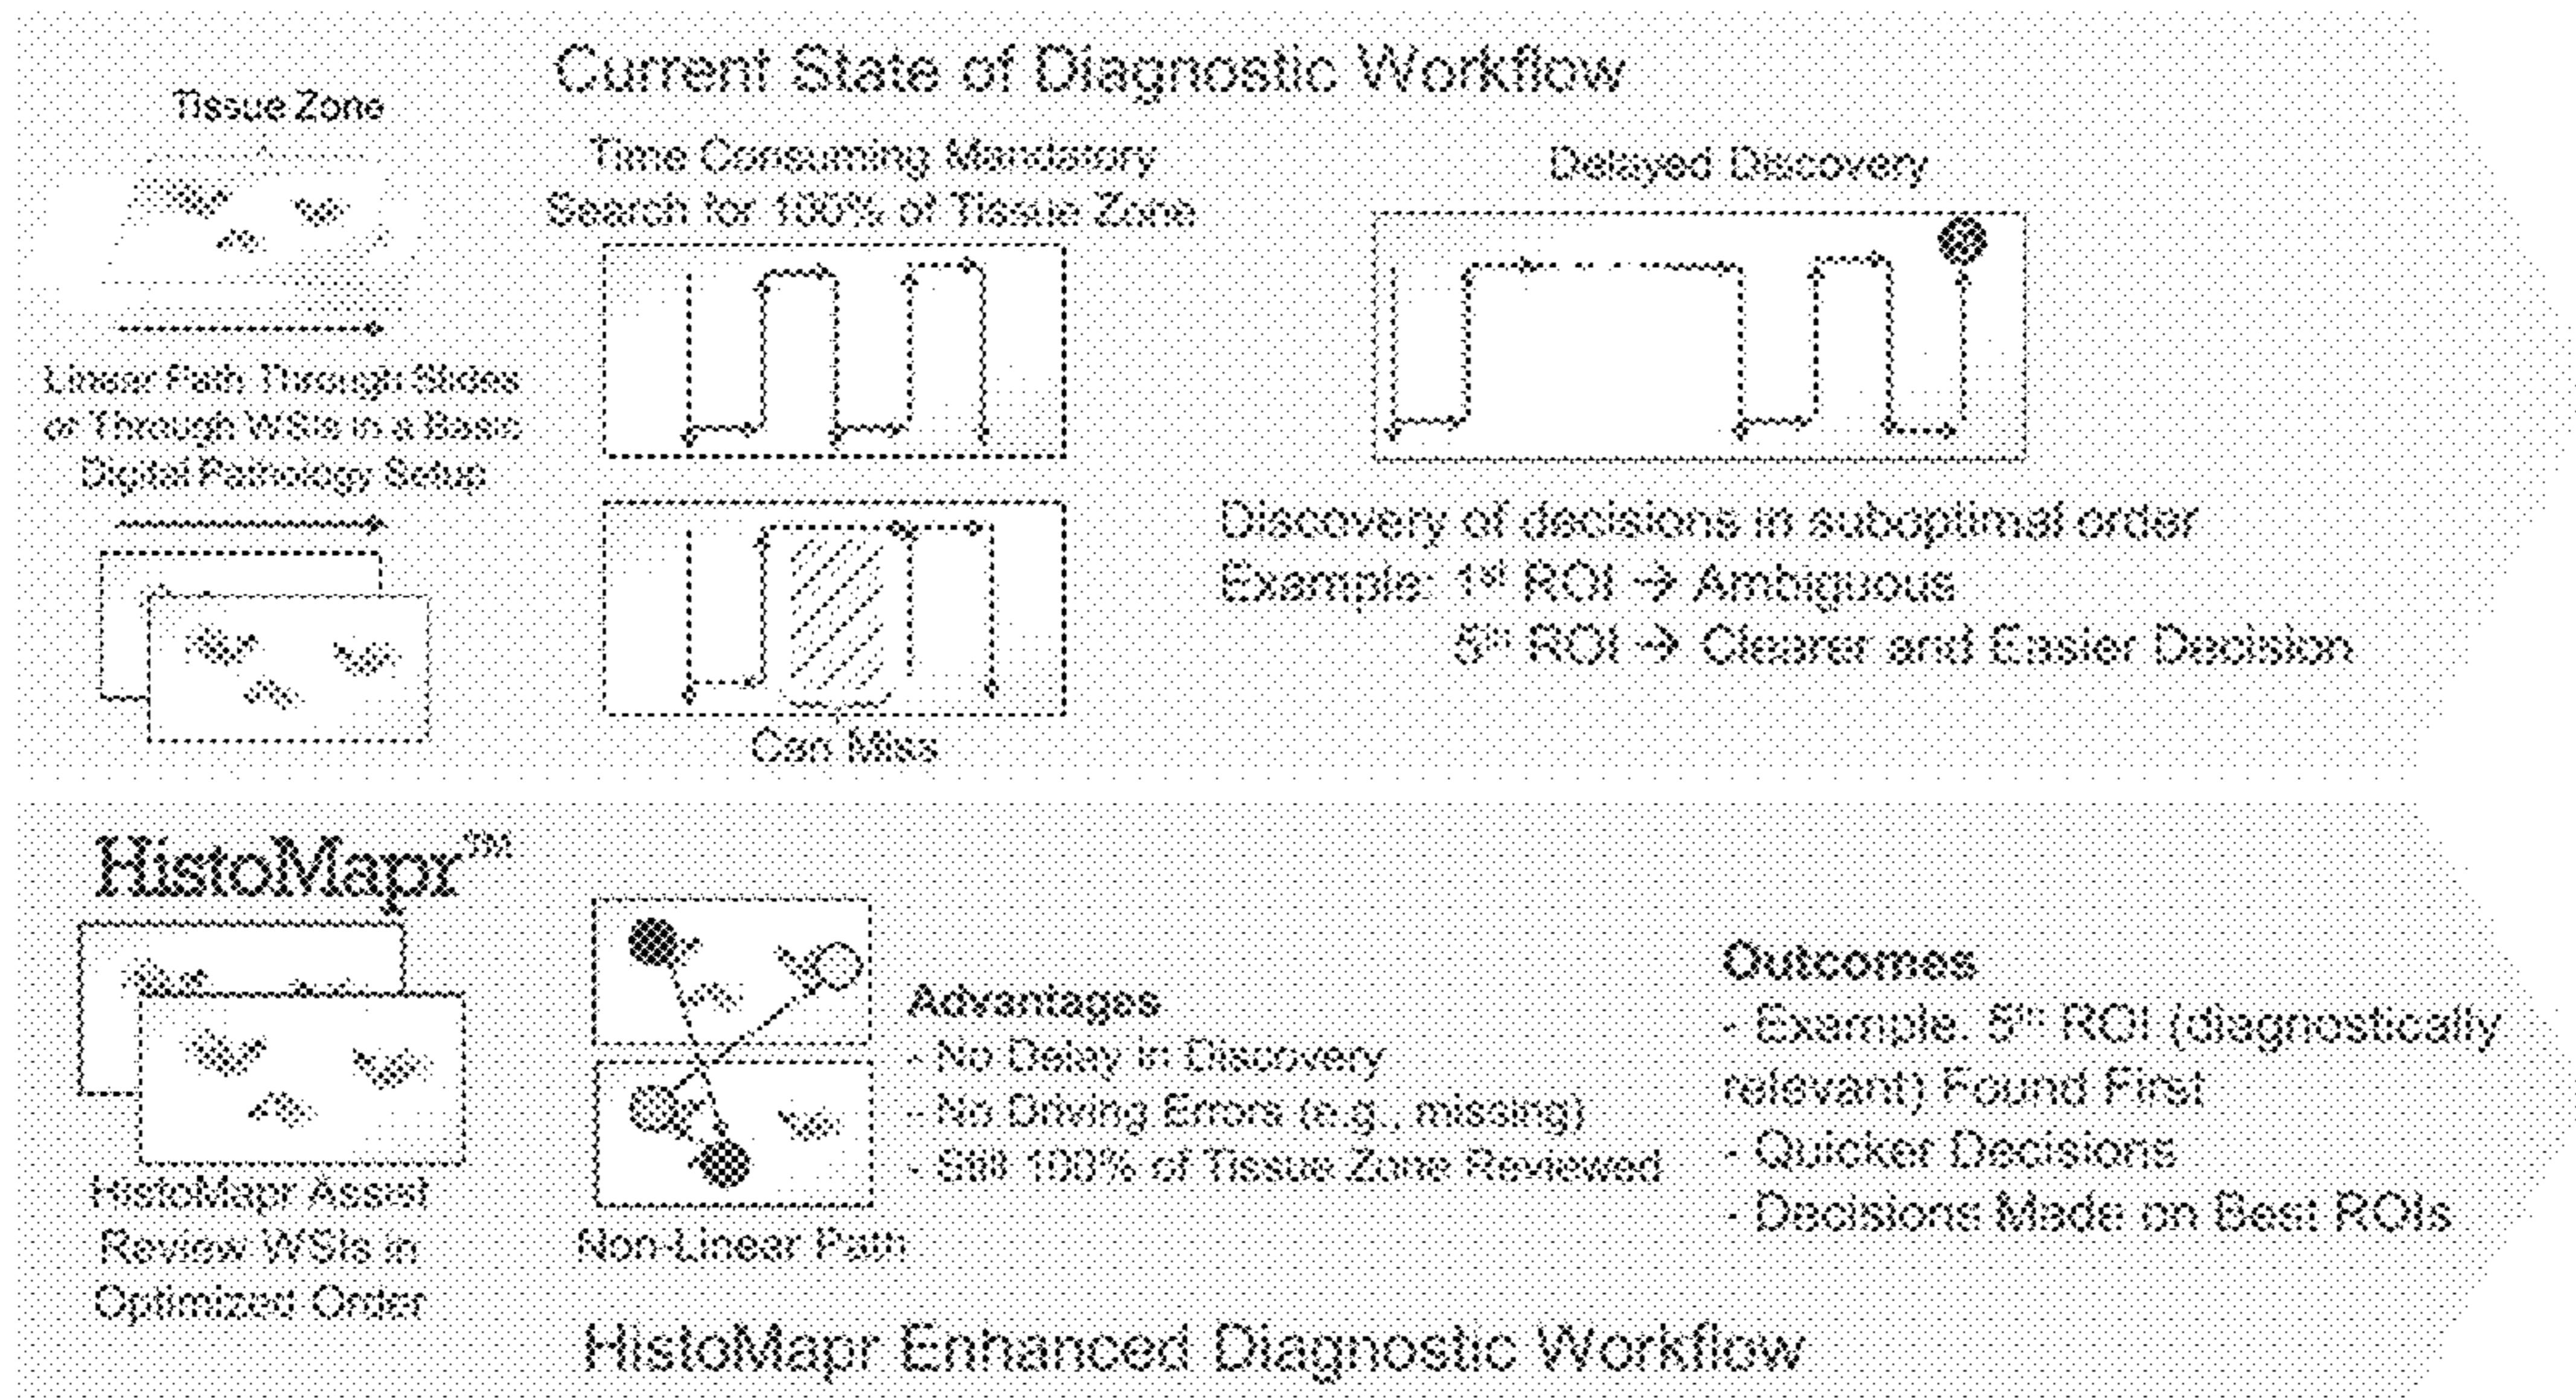 Current State of Diagnostic Workflow
Tissue Zone
Linear Path Through Slides
or Through WSIs in a Basic
Digital Pathology Setup
Time Consuming Mandatory
Search for 100% of Tissue Zone
Can Miss
Delayed Discovery
Discovery of decisions in suboptimal order
Example: 1st ROI → Ambiguous
5th ROI → Clearer and Easier Decision
HistoMapr™
HistoMapr Assist
Review WSIs in
Optimized Order
Non-Linear Path
Advantages
- No Delay in Discovery
- No Driving Errors (e.g., missing)
- Still 100% of Tissue Zone Reviewed
Outcomes
- Example: 5th ROI (diagnostically
relevant) Found First
- Quicker Decisions
- Decisions Made on Best ROIs
HistoMapr Enhanced Diagnostic Workflow